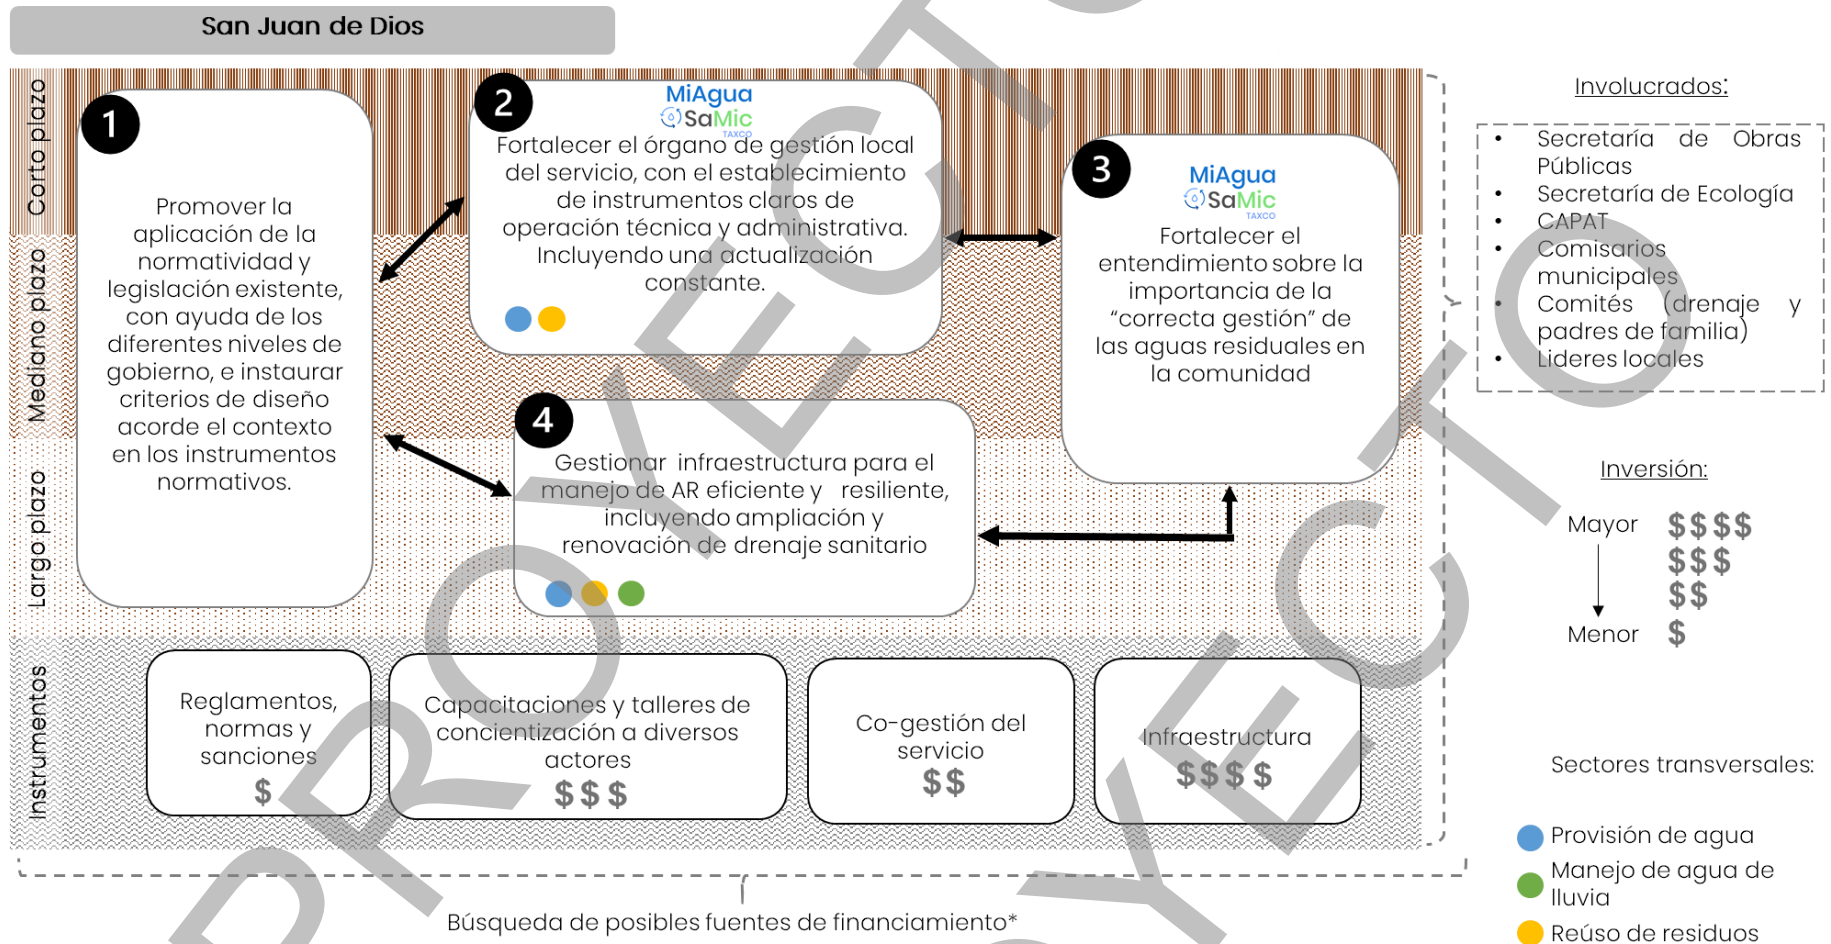 San Juan de Dios
Corto plazo
Mediano plazo
Largo plazo
Instrumentos
1
Promover la
aplicación de la
normatividad y
legislación existente,
con ayuda de los
diferentes niveles de
gobierno, e instaurar
criterios de diseño
acorde el contexto
en los instrumentos
normativos.
2
MiAgua
SaMic
TAXCO
Fortalecer el órgano de gestión local
del servicio, con el establecimiento
de instrumentos claros de
operación técnica y administrativa.
Incluyendo una actualización
constante.
3
MiAgua
SaMic
TAXCO
Fortalecer el
entendimiento sobre la
importancia de la
“correcta gestión” de
las aguas residuales en
la comunidad
4
Gestionar infraestructura para el
manejo de AR eficiente y resiliente,
incluyendo ampliación y
renovación de drenaje sanitario
Reglamentos,
normas y
sanciones
$
Capacitaciones y talleres de
concientización a diversos
actores
$$$
Co-gestión del
servicio
$$
Infraestructura
$$$$
Búsqueda de posibles fuentes de financiamiento*
Involucrados:
• Secretaría de Obras
Públicas
• Secretaría de Ecología
• CAPAT
• Comisarios
municipales
• Comités (drenaje y
padres de familia)
• Lideres locales
Inversión:
Mayor $$$$
$$$
$$
Menor $
Sectores transversales:
Provisión de agua
Manejo de agua de
lluvia
Reúso de residuos
PROYECTO
PROYECTO